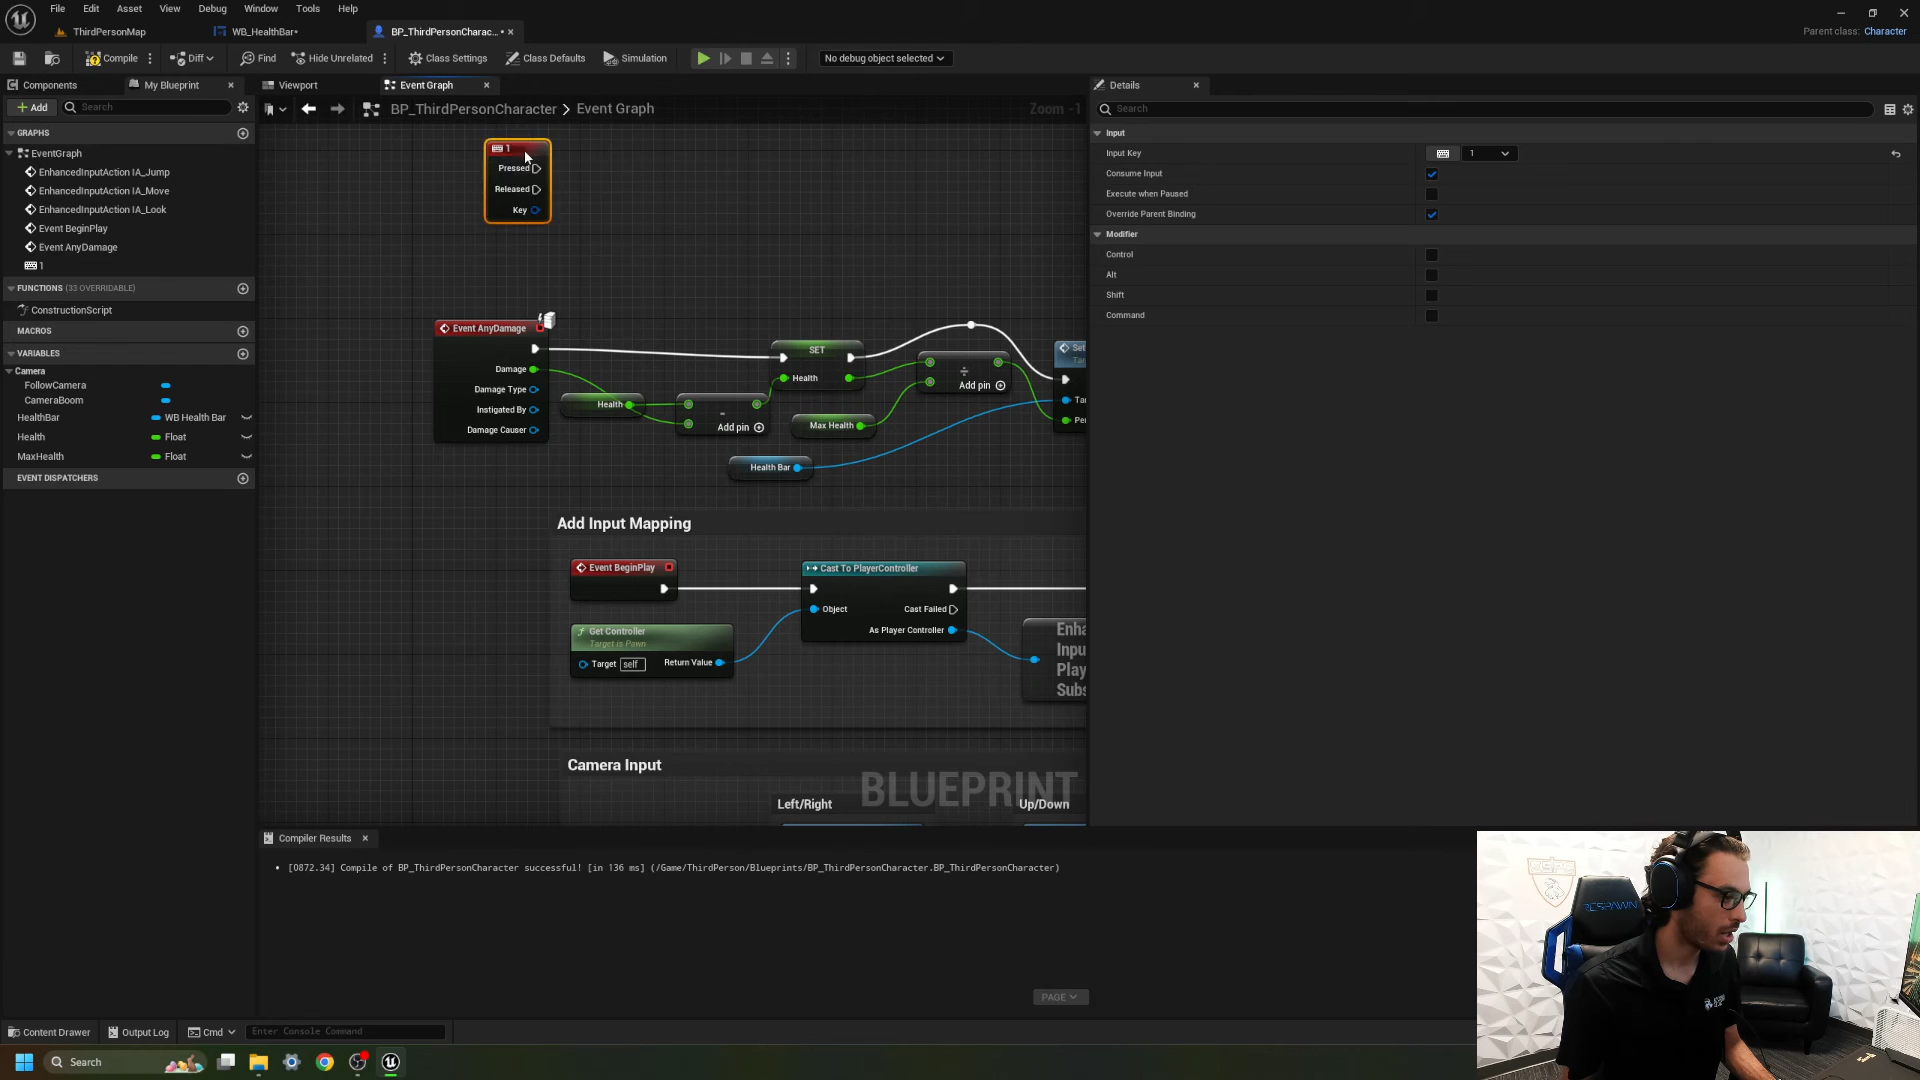 File Edit Asset View Debug Window Tools Help
ThirdPersonMap WB_HealthBar• BP_ThirdPersonCharac... •
Parent class: Character
Compile Diff Find Hide Unrelated Class Settings Class Defaults Simulation No debug object selected
Components My Blueprint Viewport Event Graph Details
Add Search
BP_ThirdPersonCharacter > Event Graph Zoom -1
Search
GRAPHS
EventGraph
EnhancedInputAction IA_Jump
EnhancedInputAction IA_Move
EnhancedInputAction IA_Look
Event BeginPlay
Event AnyDamage
1
FUNCTIONS (33 OVERRIDABLE)
ConstructionScript
MACROS
VARIABLES
Camera
FollowCamera
CameraBoom
HealthBar WB Health Bar
Health Float
MaxHealth Float
EVENT DISPATCHERS
1
Pressed
Released
Key
Event AnyDamage
Damage
Damage Type
Instigated By
Damage Causer
Health
-
Add pin
SET
Health
Max Health
÷
Add pin
Health Bar
Set
Ta
Per
Add Input Mapping
Event BeginPlay
Get Controller
Target is Pawn
Target self Return Value
Cast To PlayerController
Object Cast Failed
As Player Controller
Enha
Inpu
Play
Subs
Camera Input
Left/Right Up/Down
BLUEPRINT
Input
Input Key 1
Consume Input
Execute when Paused
Override Parent Binding
Modifier
Control
Alt
Shift
Command
Compiler Results
• [0872.34] Compile of BP_ThirdPersonCharacter successful! [in 136 ms] (/Game/ThirdPerson/Blueprints/BP_ThirdPersonCharacter.BP_ThirdPersonCharacter)
PAGE
RESPAWN
Content Drawer Output Log Cmd Enter Console Command
Search